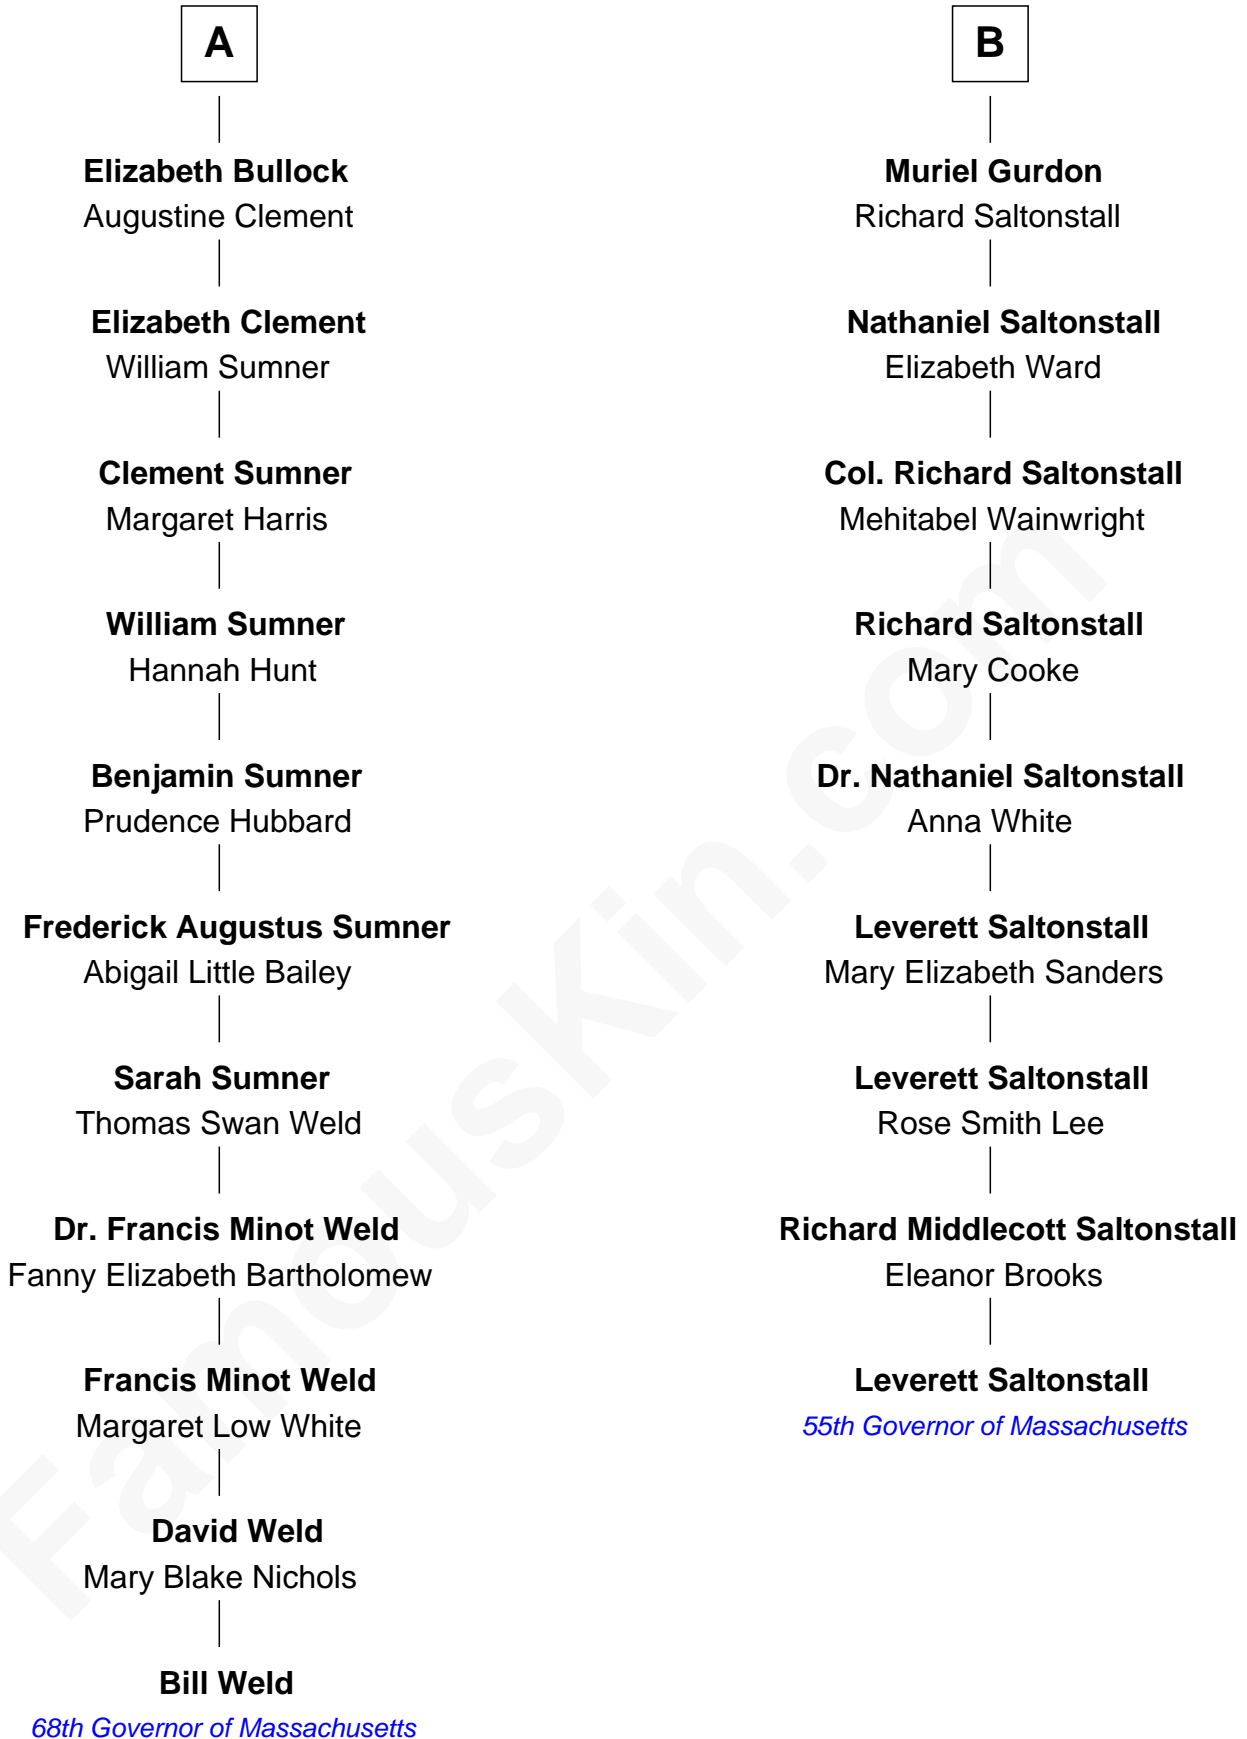 A
Elizabeth Bullock
Augustine Clement
Elizabeth Clement
William Sumner
Clement Sumner
Margaret Harris
William Sumner
Hannah Hunt
Benjamin Sumner
Prudence Hubbard
Frederick Augustus Sumner
Abigail Little Bailey
Sarah Sumner
Thomas Swan Weld
Dr. Francis Minot Weld
Fanny Elizabeth Bartholomew
Francis Minot Weld
Margaret Low White
David Weld
Mary Blake Nichols
Bill Weld
68th Governor of Massachusetts
B
Muriel Gurdon
Richard Saltonstall
Nathaniel Saltonstall
Elizabeth Ward
Col. Richard Saltonstall
Mehitabel Wainwright
Richard Saltonstall
Mary Cooke
Dr. Nathaniel Saltonstall
Anna White
Leverett Saltonstall
Mary Elizabeth Sanders
Leverett Saltonstall
Rose Smith Lee
Richard Middlecott Saltonstall
Eleanor Brooks
Leverett Saltonstall
55th Governor of Massachusetts
FamousKin.com